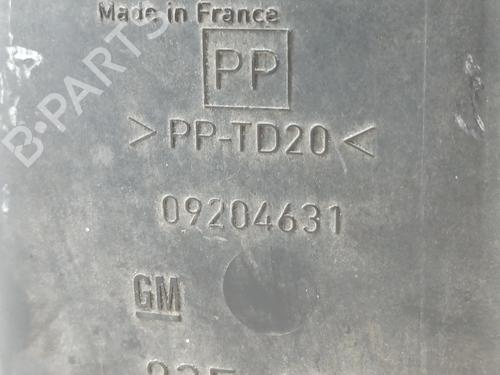 Made in France
PP
> PP-TD20 <
09204631
GM
B-PARTS